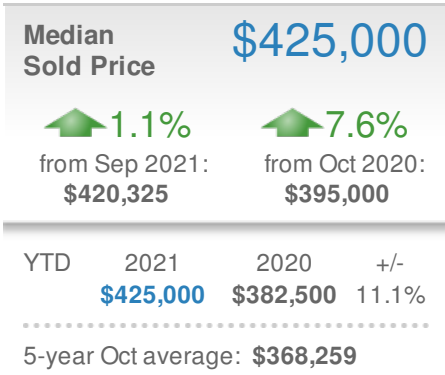 Median $425,000
Sold Price
1.1% 7.6%
from Sep 2021: from Oct 2020:
$420,325 $395,000
YTD 2021 2020 +/-
$425,000 $382,500 11.1%
5-year Oct average: $368,259